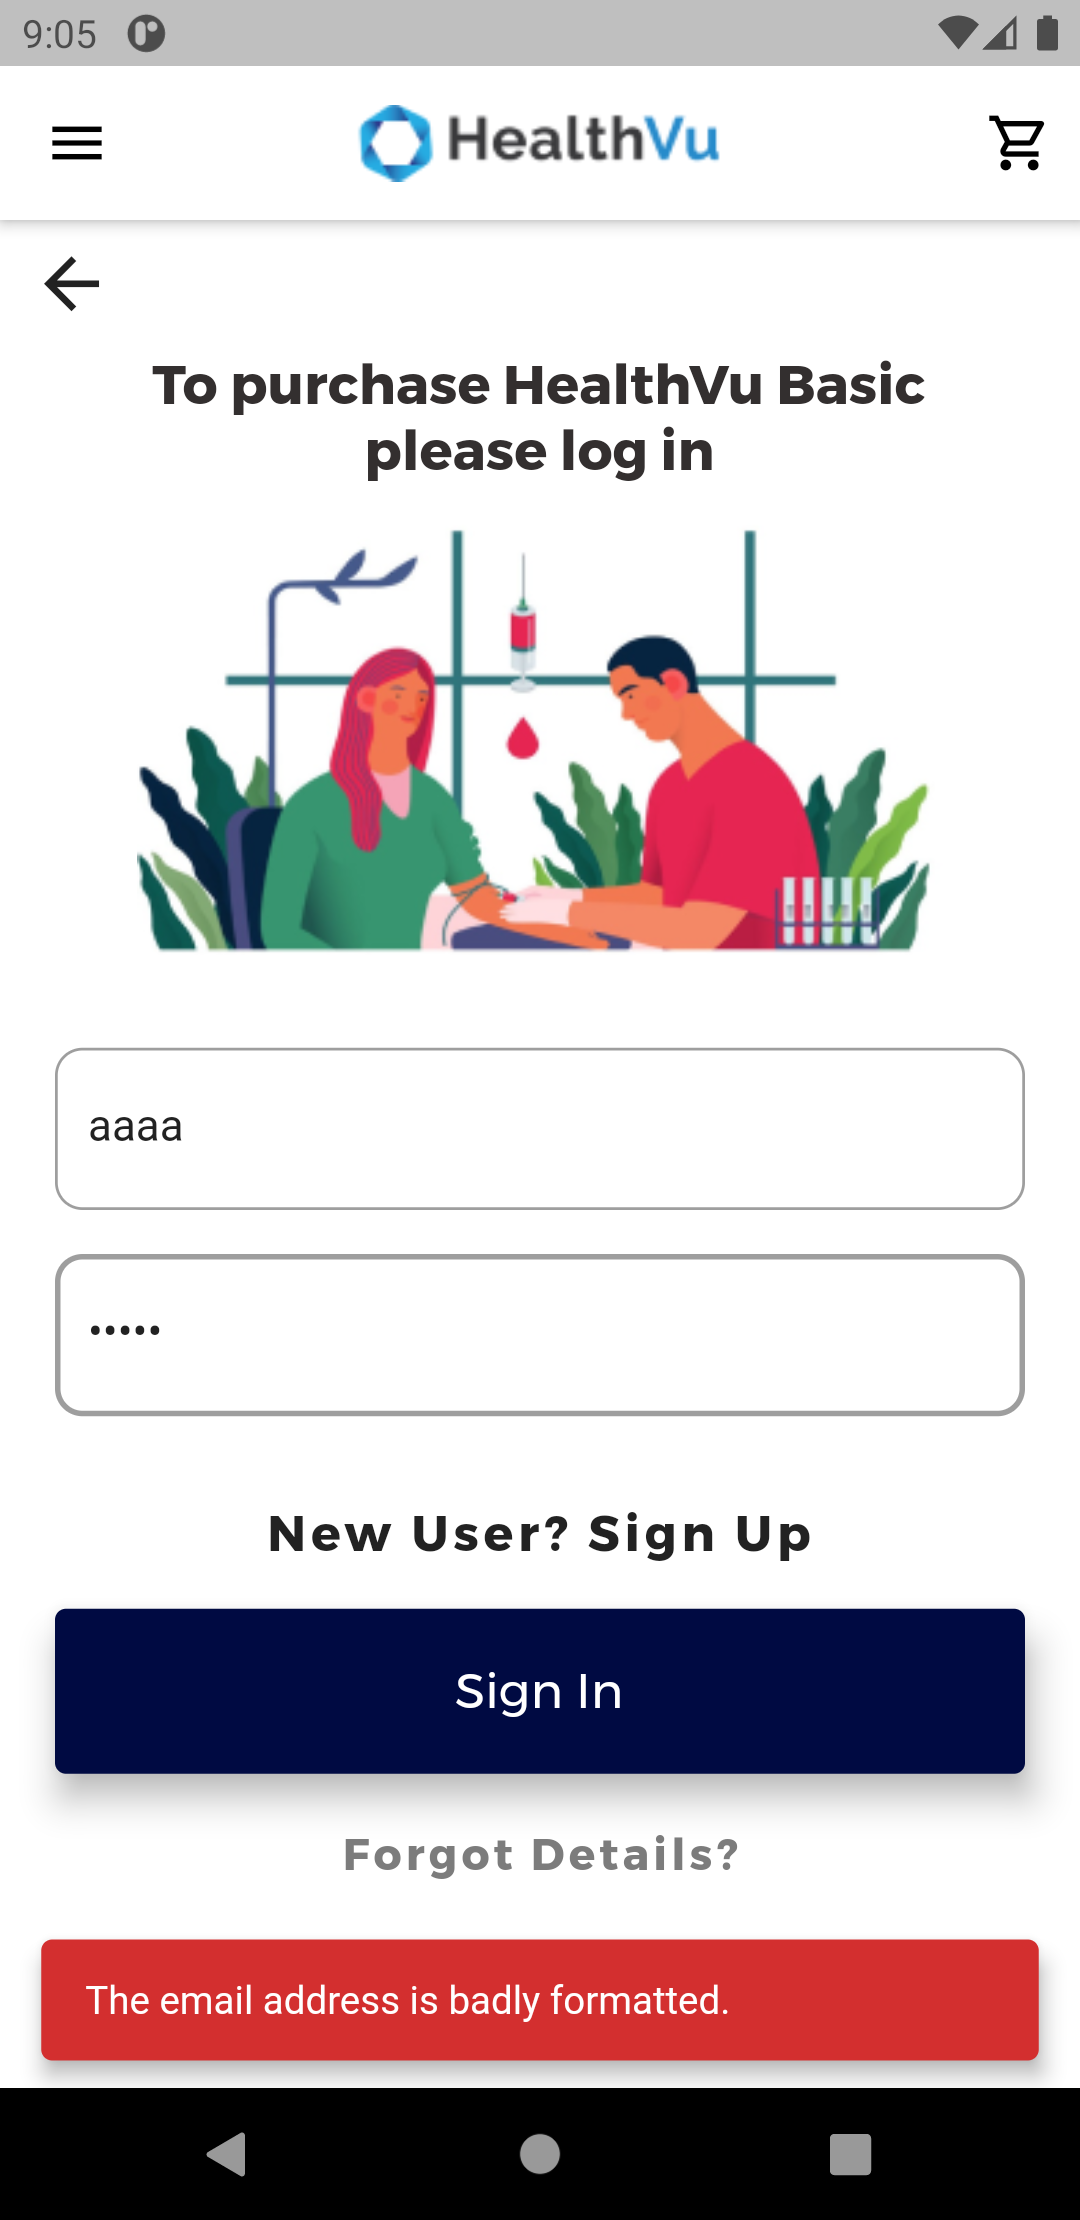 9:05
HealthVu
To purchase HealthVu Basic
please log in
aaaa
•••••
New User? Sign Up
Sign In
Forgot Details?
The email address is badly formatted.